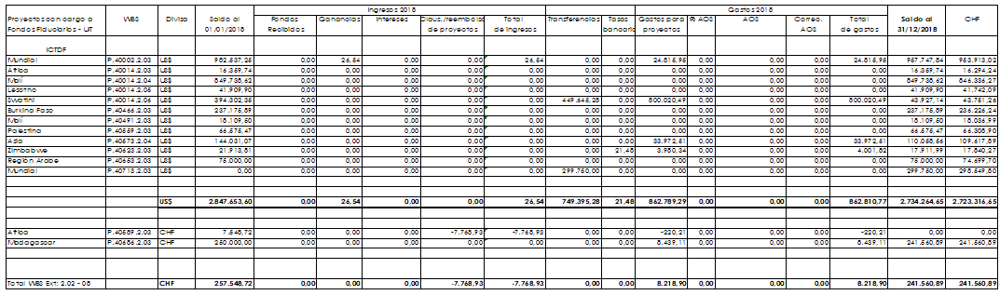 Ingresos 2018 Gastos 2018
Proyectos con cargo a WBS Divisa Saldo al Fondos Ganancias Intereses Claus./reembolso Total Transferencias Tasas Gastos para % AOS AOS Correc. Total Saldo al CHF
Fondos Fiduciarios - UIT 01/01/2018 Recibidos de proyectos de ingresos bancaria proyectos AOS de gastos 31/12/2018
ICTDF
Mundial P.40002.2.03 US$ 982.537,25 0,00 26,54 0,00 0,00 26,54 0,00 0,00 24.815,95 0,00 0,00 0,00 24.815,95 957.747,84 953.913,02
Africa P.40014.2.03 US$ 16.359,74 0,00 0,00 0,00 0,00 0,00 0,00 0,00 0,00 0,00 0,00 0,00 0,00 16.359,74 16.294,24
Malí P.40014.2.04 US$ 849.738,62 0,00 0,00 0,00 0,00 0,00 0,00 0,00 0,00 0,00 0,00 0,00 0,00 849.738,62 846.336,27
Lesotho P.40014.2.05 US$ 41.909,90 0,00 0,00 0,00 0,00 0,00 0,00 0,00 0,00 0,00 0,00 0,00 0,00 41.909,90 41.742,09
Swatini P.40014.2.06 US$ 394.302,35 0,00 0,00 0,00 0,00 0,00 449.645,28 0,00 800.020,49 0,00 0,00 0,00 800.020,49 43.927,14 43.751,26
Burkina Faso P.40466.2.03 US$ 237.175,89 0,00 0,00 0,00 0,00 0,00 0,00 0,00 0,00 0,00 0,00 0,00 0,00 237.175,89 236.226,24
Malí P.40491.2.03 US$ 18.109,50 0,00 0,00 0,00 0,00 0,00 0,00 0,00 0,00 0,00 0,00 0,00 0,00 18.109,50 18.036,99
Palestina P.40559.2.03 US$ 66.575,47 0,00 0,00 0,00 0,00 0,00 0,00 0,00 0,00 0,00 0,00 0,00 0,00 66.575,47 66.308,90
Asia P.40573.2.04 US$ 144.031,07 0,00 0,00 0,00 0,00 0,00 0,00 0,00 33.972,51 0,00 0,00 0,00 33.972,51 110.058,56 109.617,89
Zimbabwe P.40623.2.03 US$ 21.913,81 0,00 0,00 0,00 0,00 0,00 0,00 21,48 3.980,34 0,00 0,00 0,00 4.001,82 17.911,99 17.840,27
Región Arabe P.40653.2.03 US$ 75.000,00 0,00 0,00 0,00 0,00 0,00 0,00 0,00 0,00 0,00 0,00 0,00 0,00 75.000,00 74.699,70
Mundial P.40713.2.03 US$ 0,00 0,00 0,00 0,00 0,00 0,00 299.750,00 0,00 0,00 0,00 0,00 0,00 0,00 299.750,00 298.549,80
US$ 2.847.653,60 0,00 26,54 0,00 0,00 26,54 749.395,28 21,48 862.789,29 0,00 0,00 0,00 862.810,77 2.734.264,65 2.723.316,65
Africa P.40589.2.03 CHF 7.548,72 0,00 0,00 0,00 -7.768,93 -7.768,93 0,00 0,00 -220,21 0,00 0,00 0,00 -220,21 0,00 0,00
Madagascar P.40686.2.03 CHF 250.000,00 0,00 0,00 0,00 0,00 0,00 0,00 0,00 8.439,11 0,00 0,00 0,00 8.439,11 241.560,89 241.560,89
Total WBS Ext: 2.02 - 08 CHF 257.548,72 0,00 0,00 0,00 -7.768,93 -7.768,93 0,00 0,00 8.218,90 0,00 0,00 0,00 8.218,90 241.560,89 241.560,89